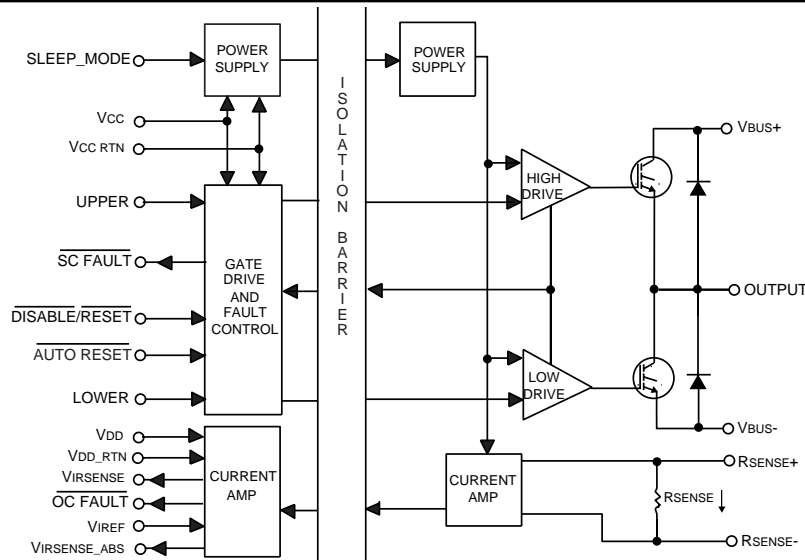 SLEEP_MODE
POWER
SUPPLY
POWER
SUPPLY
VCC
VCC RTN
UPPER
SC FAULT
DISABLE/RESET
AUTO RESET
LOWER
GATE
DRIVE
AND
FAULT
CONTROL
ISOLATION BARRIER
HIGH
DRIVE
LOW
DRIVE
VBUS+
OUTPUT
VBUS-
VDD
VDD_RTN
VIRSENSE
OC FAULT
VIREF
VIRSENSE_ABS
CURRENT
AMP
CURRENT
AMP
RSENSE+
RSENSE
RSENSE-